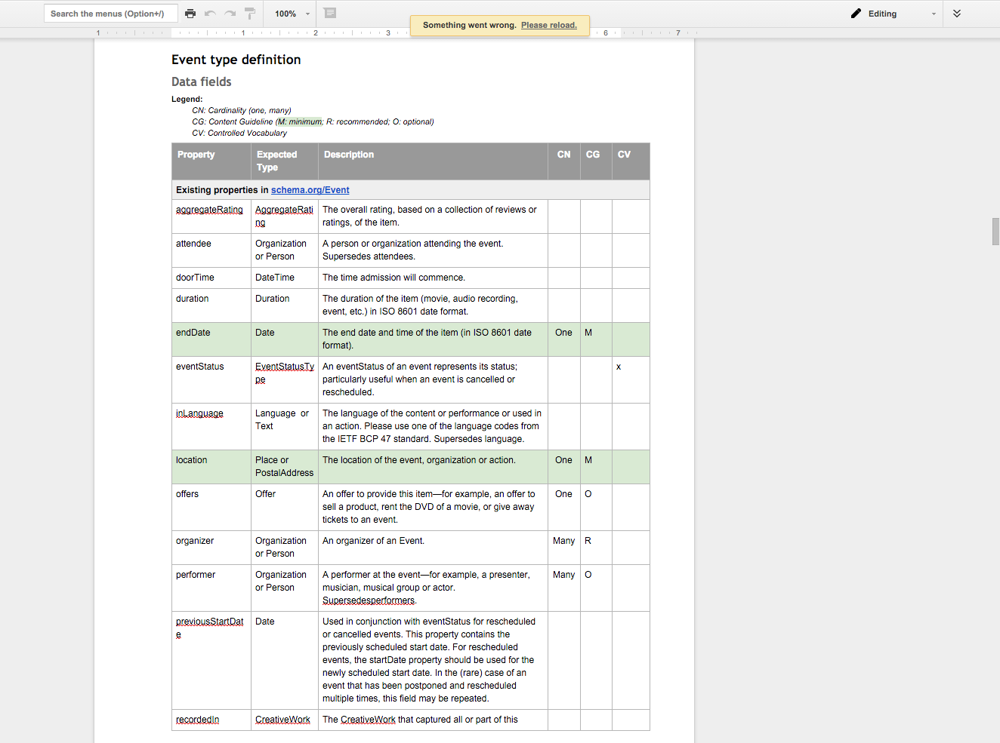 Search the menus (Option+/)
100%
Something went wrong. Please reload.
Editing
1 1 2 3 6 7
Event type definition
Data fields
Legend:
CN: Cardinality (one, many)
CG: Content Guideline (M: minimum; R: recommended; O: optional)
CV: Controlled Vocabulary
Property Expected Description CN CG CV
Type
Existing properties in schema.org/Event
aggregateRating AggregateRati The overall rating, based on a collection of reviews or
ng ratings, of the item.
attendee Organization A person or organization attending the event.
or Person Supersedes attendees.
doorTime DateTime The time admission will commence.
duration Duration The duration of the item (movie, audio recording,
event, etc.) in ISO 8601 date format.
endDate Date The end date and time of the item (in ISO 8601 date One M
format).
eventStatus EventStatusTy An eventStatus of an event represents its status; x
pe particularly useful when an event is cancelled or
rescheduled.
inLanguage Language or The language of the content or performance or used in
Text an action. Please use one of the language codes from
the IETF BCP 47 standard. Supersedes language.
location Place or The location of the event, organization or action. One M
PostalAddress
offers Offer An offer to provide this item—for example, an offer to One O
sell a product, rent the DVD of a movie, or give away
tickets to an event.
organizer Organization An organizer of an Event. Many R
or Person
performer Organization A performer at the event—for example, a presenter, Many O
or Person musician, musical group or actor.
Supersedesperformers.
previousStartDat Date Used in conjunction with eventStatus for rescheduled
e or cancelled events. This property contains the
previously scheduled start date. For rescheduled
events, the startDate property should be used for the
newly scheduled start date. In the (rare) case of an
event that has been postponed and rescheduled
multiple times, this field may be repeated.
recordedIn CreativeWork The CreativeWork that captured all or part of this